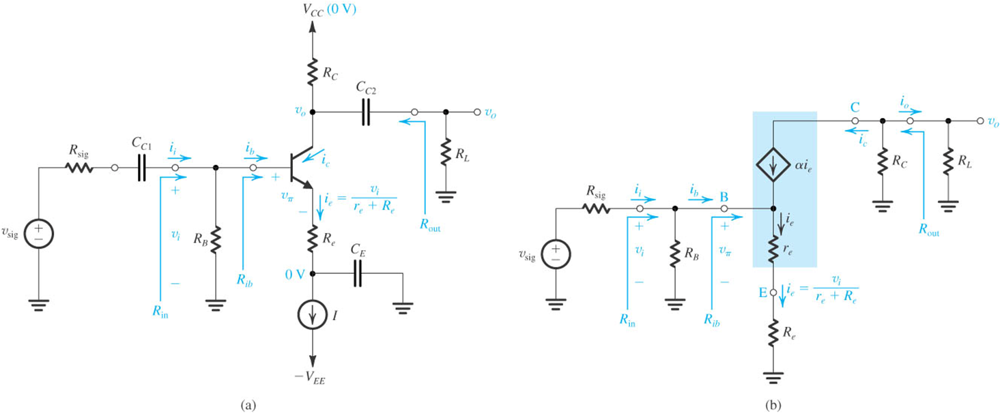 V_CC (0 V)
R_C
C_C2
v_o
v_o
R_sig
C_C1
i_i
i_b
i_c
R_L
+
+
v_π
−
i_e = v_i / (r_e + R_e)
R_out
v_sig
+
−
v_i
R_B
R_e
C_E
−
R_ib
0 V
R_in
I
−V_EE
(a)
C
i_o
v_o
i_c
αi_e
R_C
R_L
R_sig
i_i
i_b
B
i_e
R_out
+
+
v_sig
+
−
v_i
R_B
v_π
r_e
−
−
E
i_e = v_i / (r_e + R_e)
R_in
R_ib
R_e
(b)